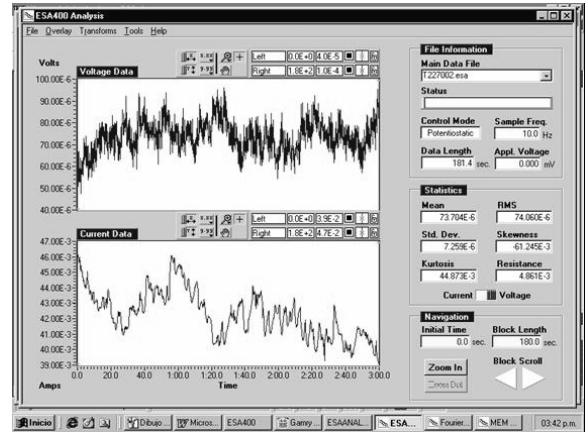 ESA400 Analysis
File Overlay Transforms Tools Help
Volts
Voltage Data
Left 0.0E+0 4.0E-5
Right 1.8E+2 1.0E-4
100.00E-6
90.00E-6
80.00E-6
70.00E-6
60.00E-6
50.00E-6
40.00E-6
Current Data
Left 0.0E+0 3.9E-2
Right 1.8E+2 4.7E-2
47.00E-3
46.00E-3
45.00E-3
44.00E-3
43.00E-3
42.00E-3
41.00E-3
40.00E-3
39.00E-3
0.0 20.0 40.0 1:00.0 1:20.0 1:40.0 2:00.0 2:20.0 2:40.0 3:00.0
Amps Time
File Information
Main Data File
T227002.esa
Status
Control Mode Sample Freq.
Potentiostatic 10.0 Hz
Data Length Appl. Voltage
181.4 sec. 0.000 mV
Statistics
Mean RMS
73.704E-6 74.060E-6
Std. Dev. Skewness
7.259E-6 -61.245E-3
Kurtosis Resistance
44.873E-3 4.861E-3
Current Voltage
Navigation
Initial Time Block Length
0.0 sec. 180.0 sec.
Zoom In Block Scroll
Zoom Out
Inicio Dibujo ... Micros... ESA400 Gamry ... ESAANAL... ESA... Fourier... MEM ... 03:42 p.m.